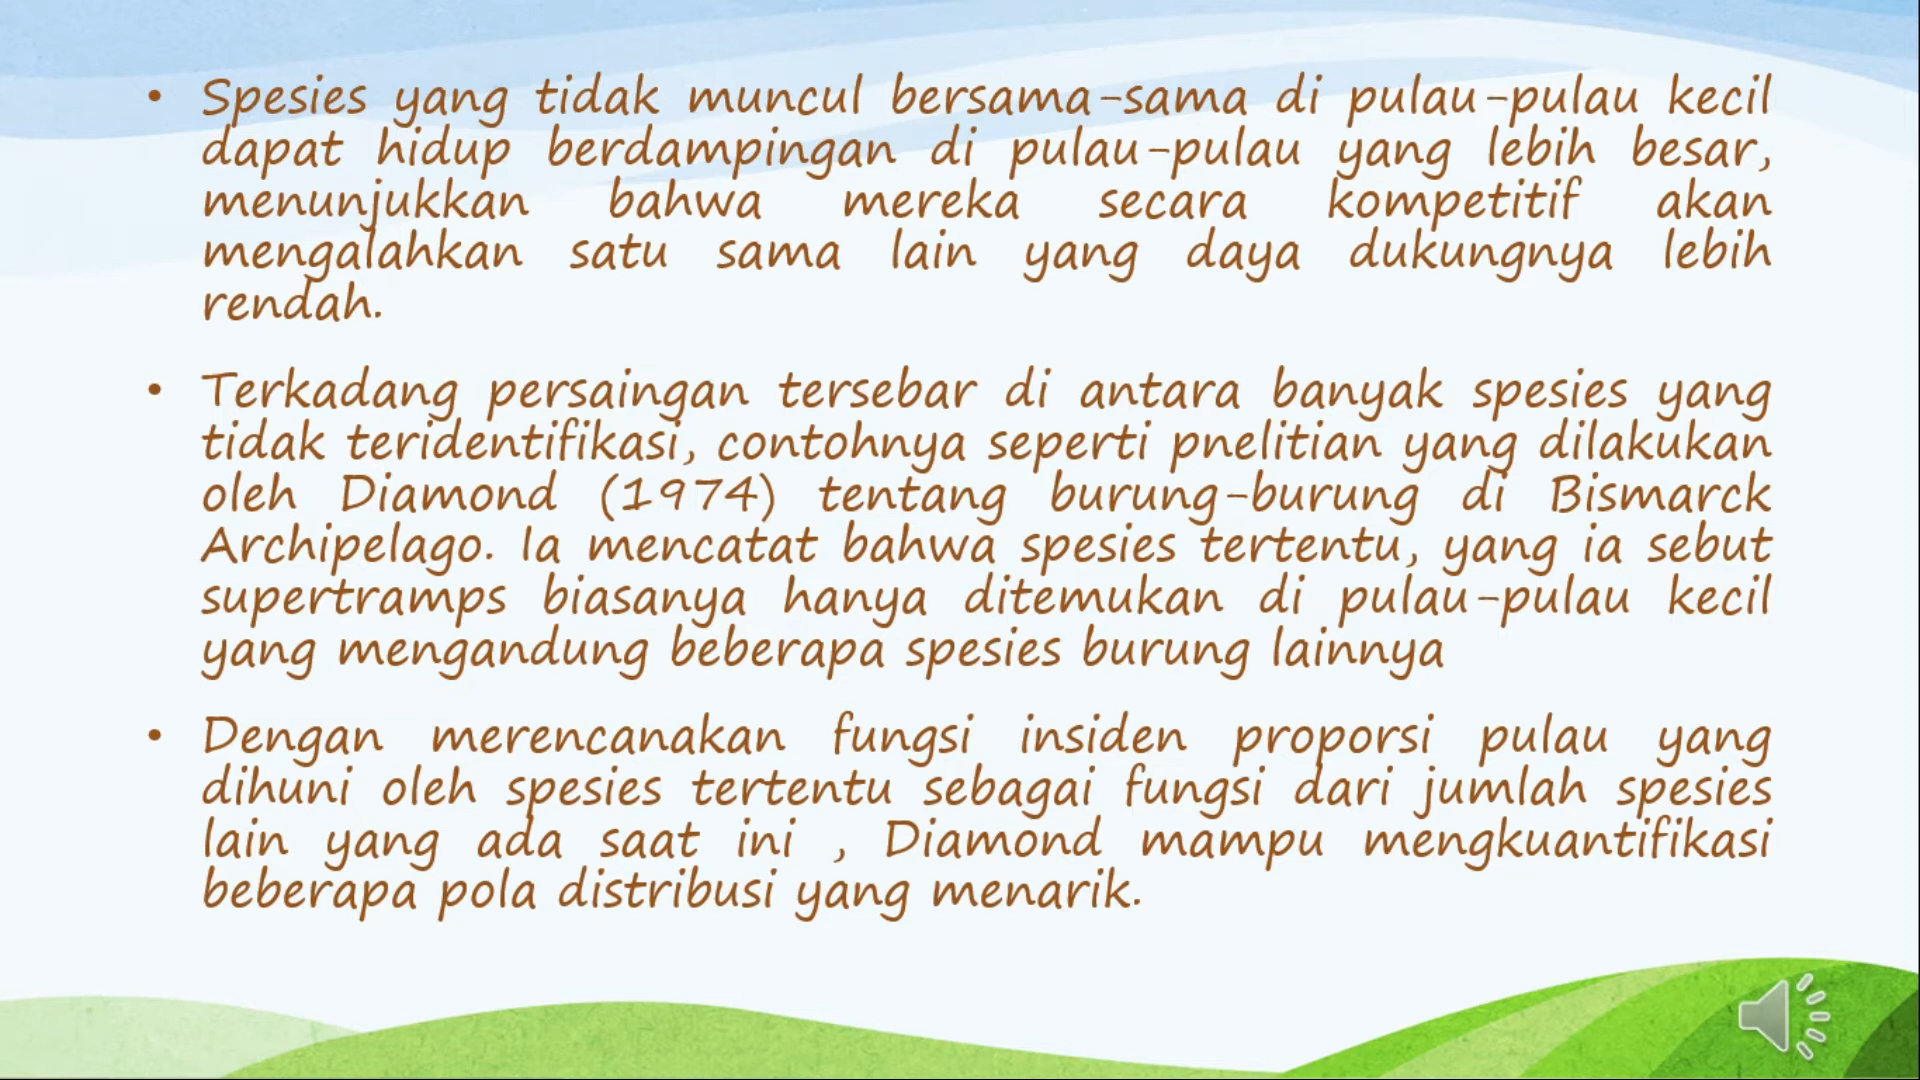 • Spesies yang tidak muncul bersama-sama di pulau-pulau kecil
dapat hidup berdampingan di pulau-pulau yang lebih besar,
menunjukkan bahwa mereka secara kompetitif akan
mengalahkan satu sama lain yang daya dukungnya lebih
rendah.
• Terkadang persaingan tersebar di antara banyak spesies yang
tidak teridentifikasi, contohnya seperti pnelitian yang dilakukan
oleh Diamond (1974) tentang burung-burung di Bismarck
Archipelago. Ia mencatat bahwa spesies tertentu, yang ia sebut
supertramps biasanya hanya ditemukan di pulau-pulau kecil
yang mengandung beberapa spesies burung lainnya
• Dengan merencanakan fungsi insiden proporsi pulau yang
dihuni oleh spesies tertentu sebagai fungsi dari jumlah spesies
lain yang ada saat ini , Diamond mampu mengkuantifikasi
beberapa pola distribusi yang menarik.